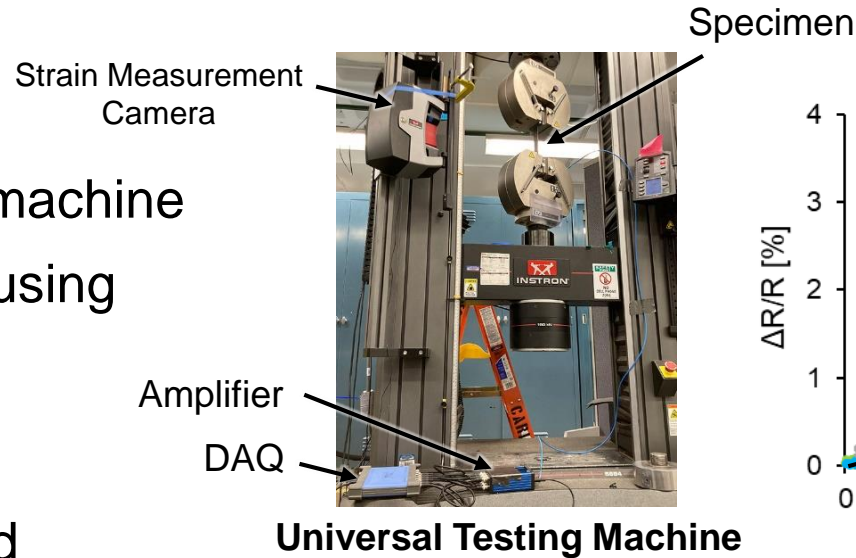 Specimen
Strain Measurement
Camera
machine
using
Amplifier
DAQ
d
INSTRON
CARI
Universal Testing Machine
ΔR/R [%]
4
3
2
1
0
0